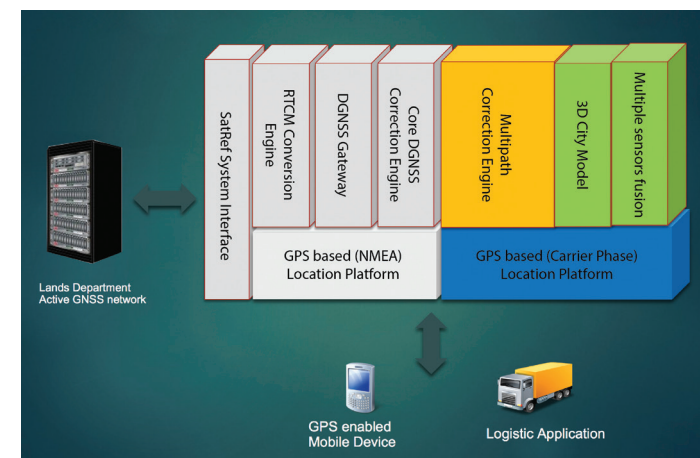 SatRef System Interface
RTCM Conversion
Engine
DGNSS Gateway
Core DGNSS
Correction Engine
Multipath
Correction Engine
3D City Model
Multiple sensors fusion
GPS based (NMEA)
Location Platform
GPS based (Carrier Phase)
Location Platform
Lands Department
Active GNSS network
GPS enabled
Mobile Device
Logistic Application